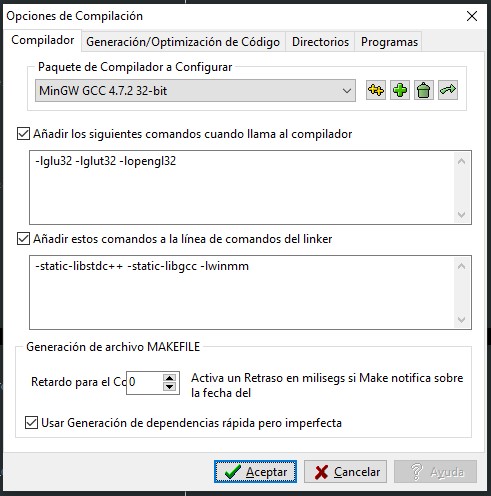 Opciones de Compilación
Compilador Generación/Optimización de Código Directorios Programas
Paquete de Compilador a Configurar
MinGW GCC 4.7.2 32-bit
Añadir los siguientes comandos cuando llama al compilador
-lglu32 -lglut32 -lopengl32
Añadir estos comandos a la línea de comandos del linker
-static-libstdc++ -static-libgcc -lwinmm
Generación de archivo MAKEFILE
Retardo para el Co 0 Activa un Retraso en milisegs si Make notifica sobre
la fecha del
Usar Generación de dependencias rápida pero imperfecta
Aceptar Cancelar Ayuda